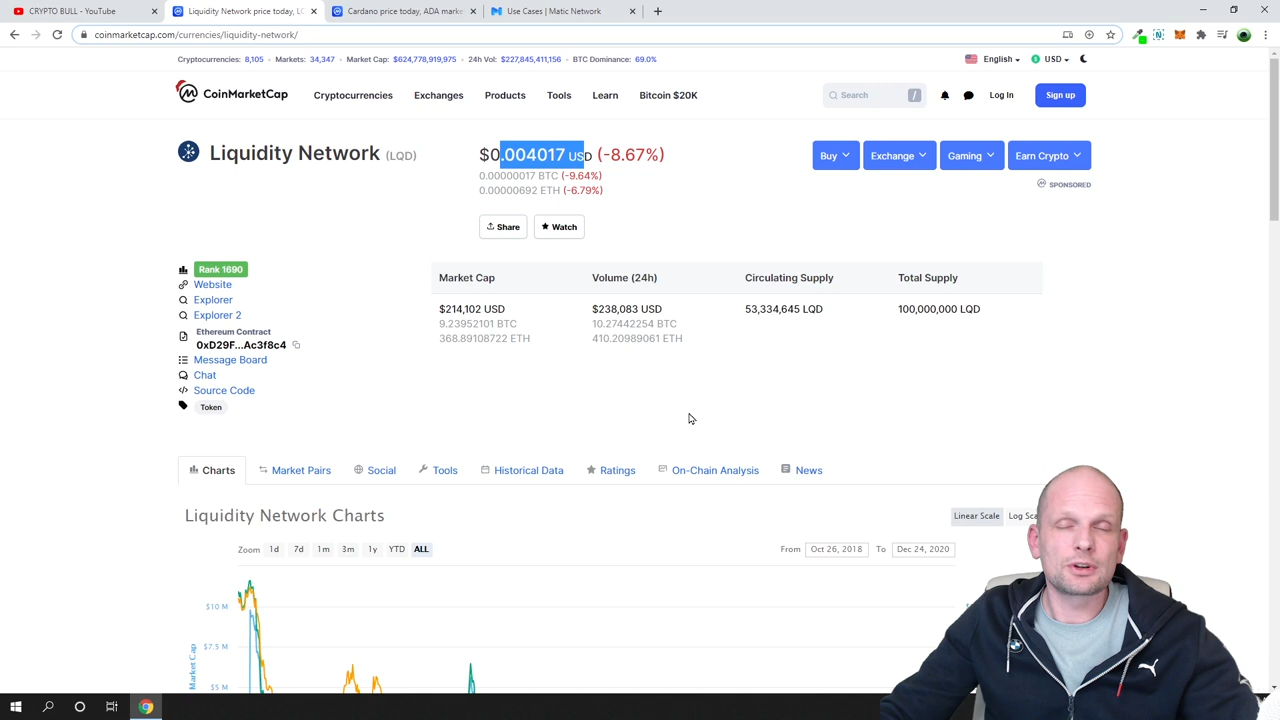 CRYPTO BULL - YouTube
Liquidity Network price today, LQ
Cardano price today, ADA marke
Use Cases | Matic Network
coinmarketcap.com/currencies/liquidity-network/
Cryptocurrencies: 8,105 · Markets: 34,347 · Market Cap: $624,778,919,975 · 24h Vol: $227,845,411,156 · BTC Dominance: 69.0%
English
USD
CoinMarketCap
Cryptocurrencies Exchanges Products Tools Learn Bitcoin $20K
Search /
Log In
Sign up
Liquidity Network (LQD)
$0.004017 USD (-8.67%)
0.00000017 BTC (-9.64%)
0.00000692 ETH (-6.79%)
Buy
Exchange
Gaming
Earn Crypto
SPONSORED
Share
Watch
Rank 1690
Website
Explorer
Explorer 2
Ethereum Contract
0xD29F...Ac3f8c4
Message Board
Chat
Source Code
Token
Market Cap Volume (24h) Circulating Supply Total Supply
$214,102 USD $238,083 USD 53,334,645 LQD 100,000,000 LQD
9.23952101 BTC 10.27442254 BTC
368.89108722 ETH 410.20989061 ETH
Charts Market Pairs Social Tools Historical Data Ratings On-Chain Analysis News
Liquidity Network Charts
Linear Scale Log Sca
Zoom 1d 7d 1m 3m 1y YTD ALL
From Oct 26, 2018 To Dec 24, 2020
$10 M
$7.5 M
$5 M
Market Cap